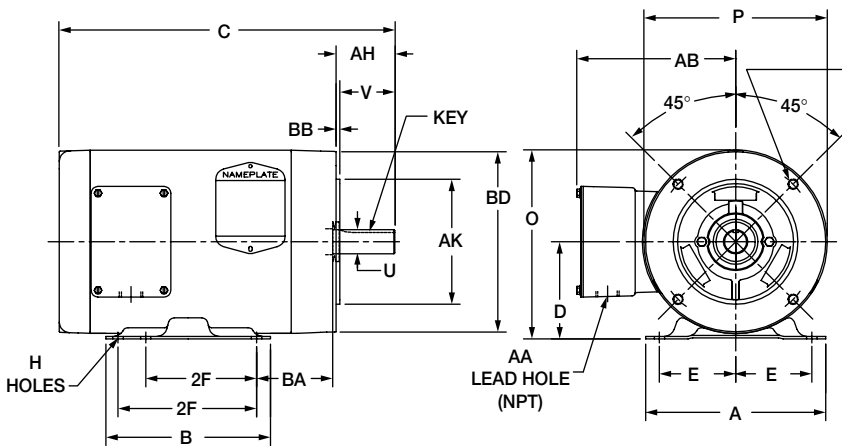 C
AH
V
BB
KEY
NAMEPLATE
AK
BD
U
H
HOLES
2F
BA
2F
B
P
AB
45°
45°
O
D
AA
LEAD HOLE
(NPT)
E
E
A